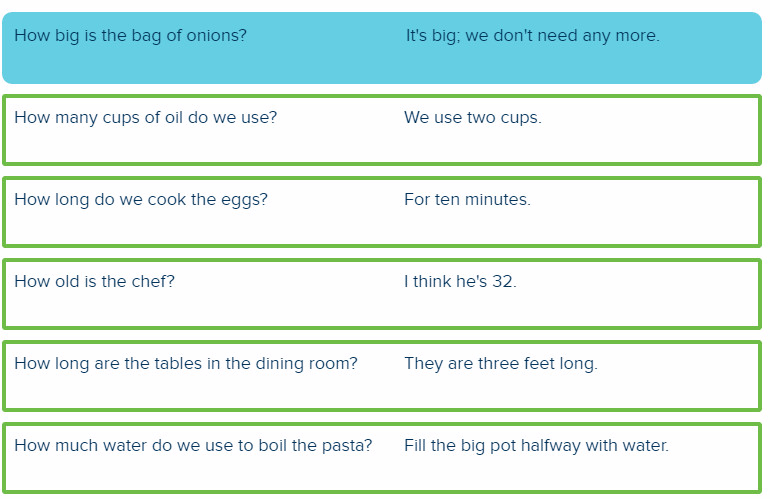 How big is the bag of onions? It's big; we don't need any more.
How many cups of oil do we use? We use two cups.
How long do we cook the eggs? For ten minutes.
How old is the chef? I think he's 32.
How long are the tables in the dining room? They are three feet long.
How much water do we use to boil the pasta? Fill the big pot halfway with water.